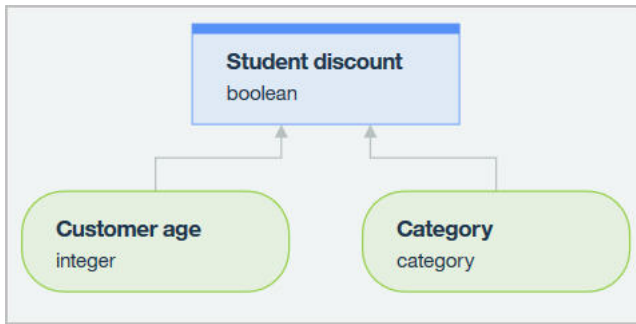 Student discount
boolean
Customer age
integer
Category
category